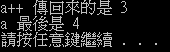 a++ 傳回來的是 3
a 最後是 4
請按任意鍵繼續 . . .